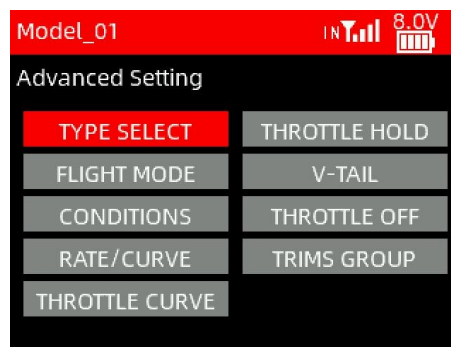 Model_01 IN 8.0V
Advanced Setting
TYPE SELECT THROTTLE HOLD
FLIGHT MODE V-TAIL
CONDITIONS THROTTLE OFF
RATE/CURVE TRIMS GROUP
THROTTLE CURVE